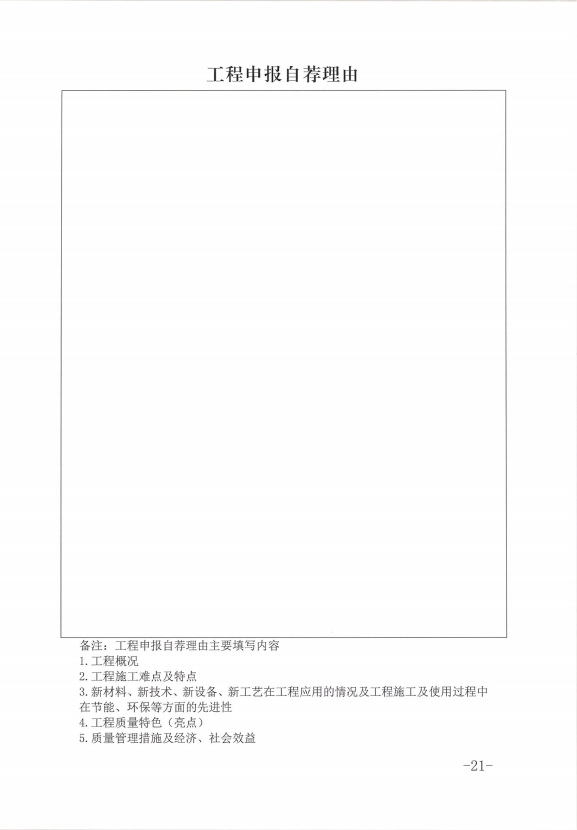 工程申报自荐理由
备注：工程申报自荐理由主要填写内容
1.工程概况
2.工程施工难点及特点
3.新材料、新技术、新设备、新工艺在工程应用的情况及工程施工及使用过程中
在节能、环保等方面的先进性
4.工程质量特色（亮点）
5.质量管理措施及经济、社会效益
-21-